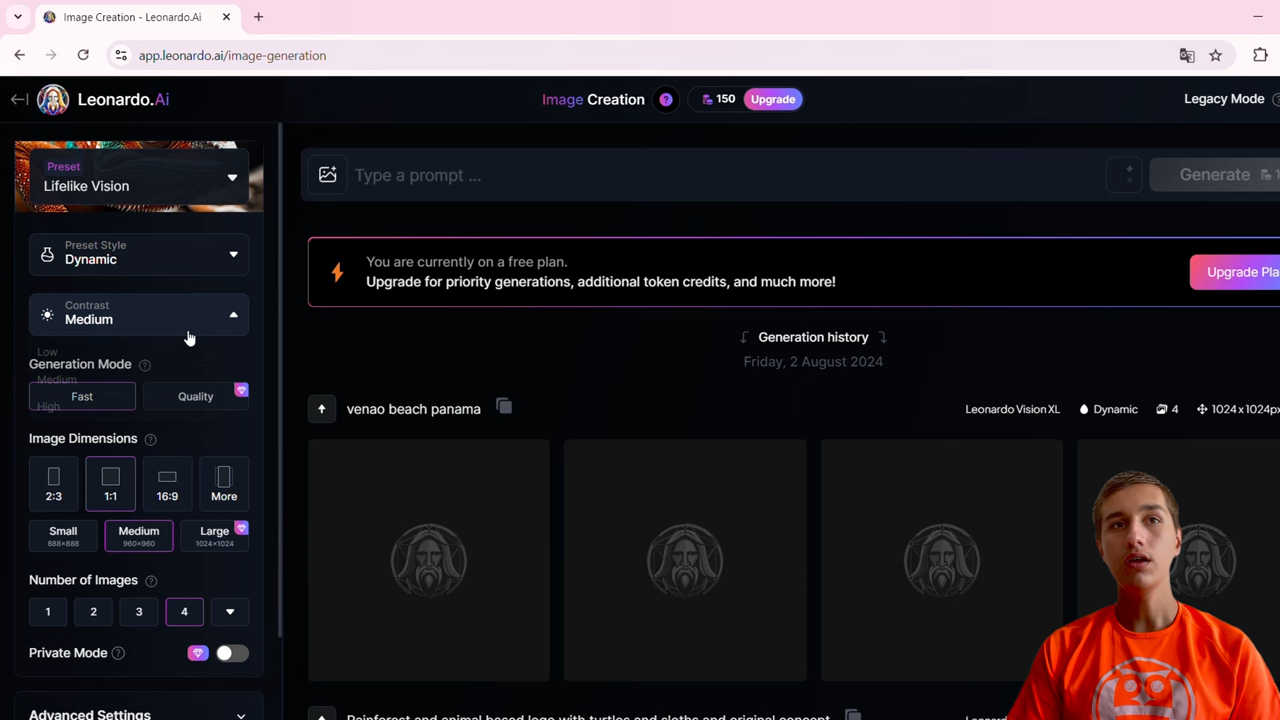 Image Creation - Leonardo.Ai
app.leonardo.ai/image-generation
Leonardo.Ai
Image Creation ? 150 Upgrade
Legacy Mode ?
Preset
Lifelike Vision
Type a prompt ...
Generate
Preset Style
Dynamic
You are currently on a free plan.
Upgrade for priority generations, additional token credits, and much more!
Upgrade Pla
Contrast
Medium
Generation history
Friday, 2 August 2024
Low
Generation Mode ?
Medium
Fast
Quality
High
venao beach panama
Leonardo Vision XL
Dynamic
4
1024x1024px
Image Dimensions ?
2:3
1:1
16:9
More
Small
888×888
Medium
960×960
Large
1024×1024
Number of Images ?
1
2
3
4
Private Mode ?
Advanced Settings